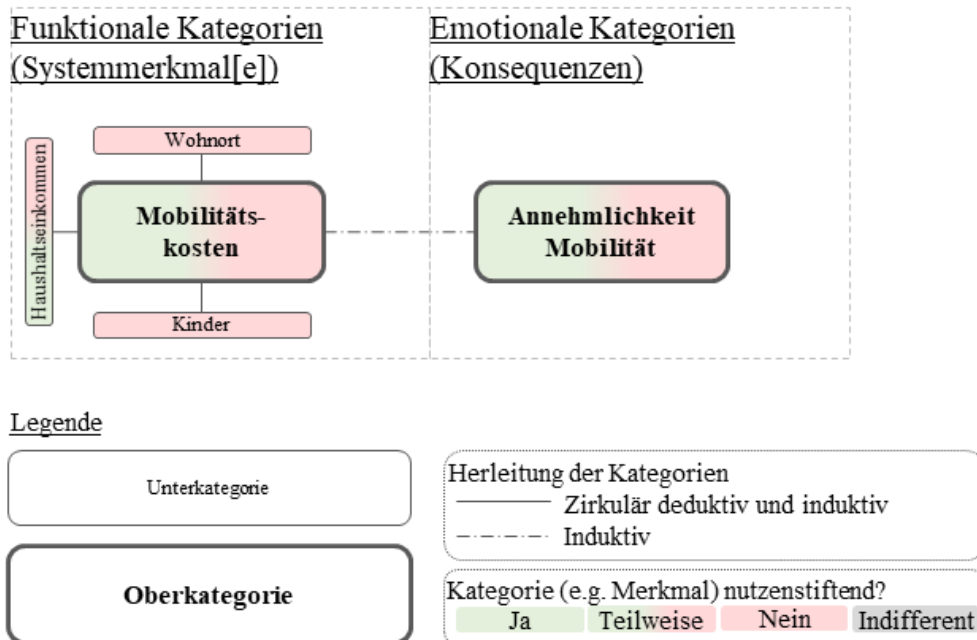 Funktionale Kategorien
(Systemmerkmal[e])
Emotionale Kategorien
(Konsequenzen)
Wohnort
Haushaltseinkommen
Mobilitäts-
kosten
Kinder
Annehmlichkeit
Mobilität
Legende
Unterkategorie
Oberkategorie
Herleitung der Kategorien
Zirkulär deduktiv und induktiv
Induktiv
Kategorie (e.g. Merkmal) nutzenstiftend?
Ja Teilweise Nein Indifferent